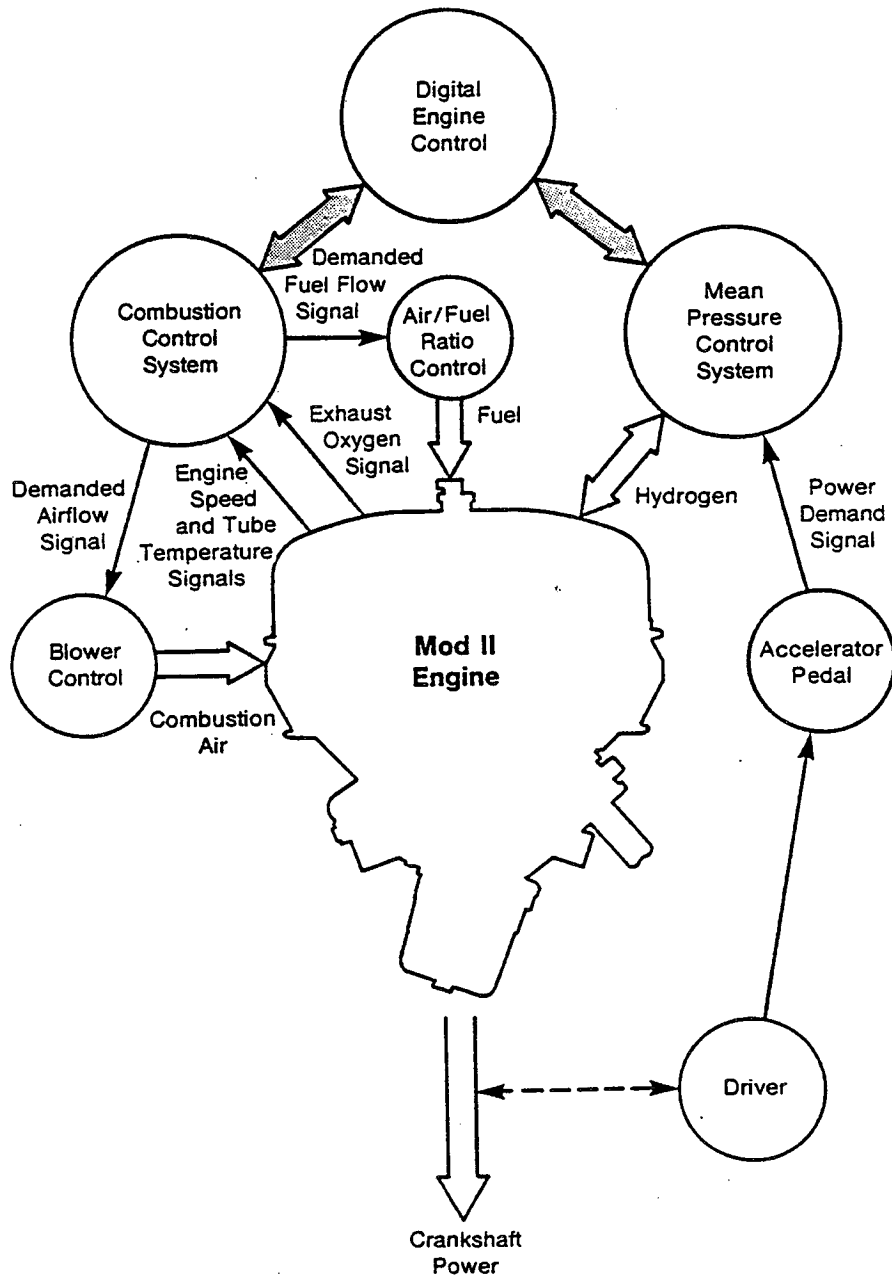 Digital
Engine
Control
Demanded
Fuel Flow
Signal
Combustion
Control
System
Air/Fuel
Ratio
Control
Mean
Pressure
Control
System
Fuel
Exhaust
Oxygen
Signal
Engine
Speed
and Tube
Temperature
Signals
Demanded
Airflow
Signal
Hydrogen
Power
Demand
Signal
Blower
Control
Combustion
Air
Mod II
Engine
Accelerator
Pedal
Driver
Crankshaft
Power